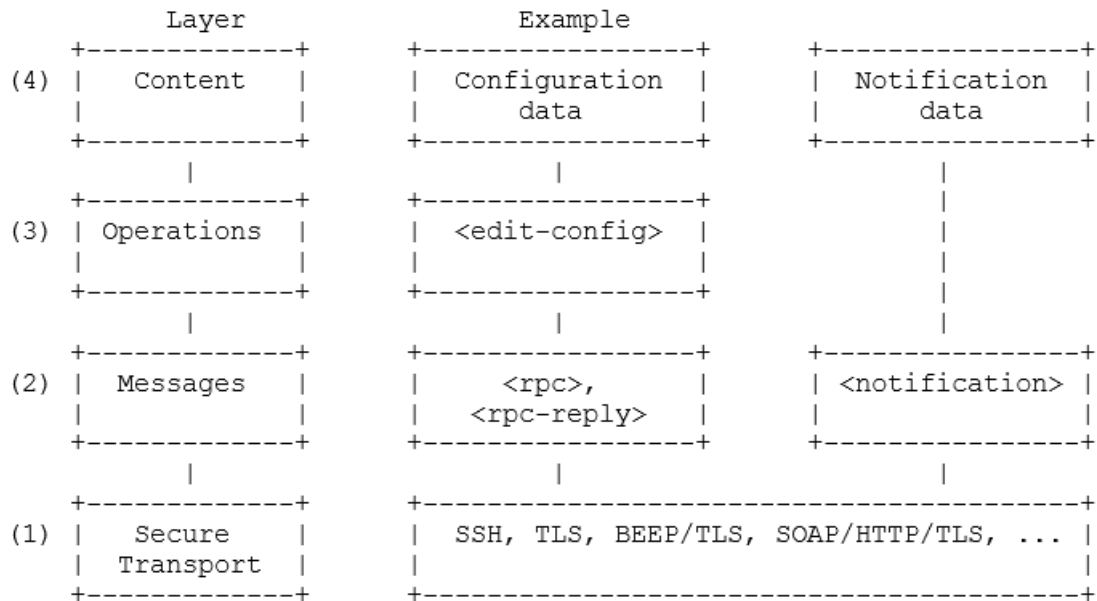 Layer                 Example
       +-------------+      +-----------------+      +----------------+
   (4) |   Content   |      |  Configuration  |      |  Notification  |
       |             |      |      data       |      |      data      |
       +-------------+      +-----------------+      +----------------+
              |                      |                       |
       +-------------+      +-----------------+              |
   (3) | Operations  |      |  <edit-config>  |              |
       |             |      |                 |              |
       +-------------+      +-----------------+              |
              |                      |                       |
       +-------------+      +-----------------+      +----------------+
   (2) |  Messages   |      |     <rpc>,      |      | <notification> |
       |             |      |   <rpc-reply>   |      |                |
       +-------------+      +-----------------+      +----------------+
              |                      |                       |
       +-------------+      +-----------------------------------------+
   (1) |   Secure    |      |  SSH, TLS, BEEP/TLS, SOAP/HTTP/TLS, ... |
       |  Transport  |      |                                         |
       +-------------+      +-----------------------------------------+